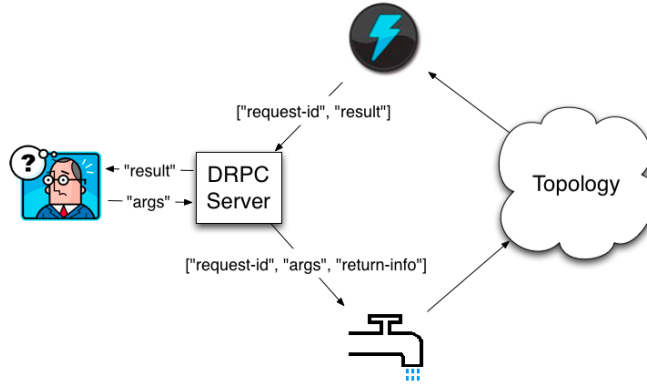 ["request-id", "result"]
"result"
DRPC
Server
"args"
Topology
["request-id", "args", "return-info"]
?